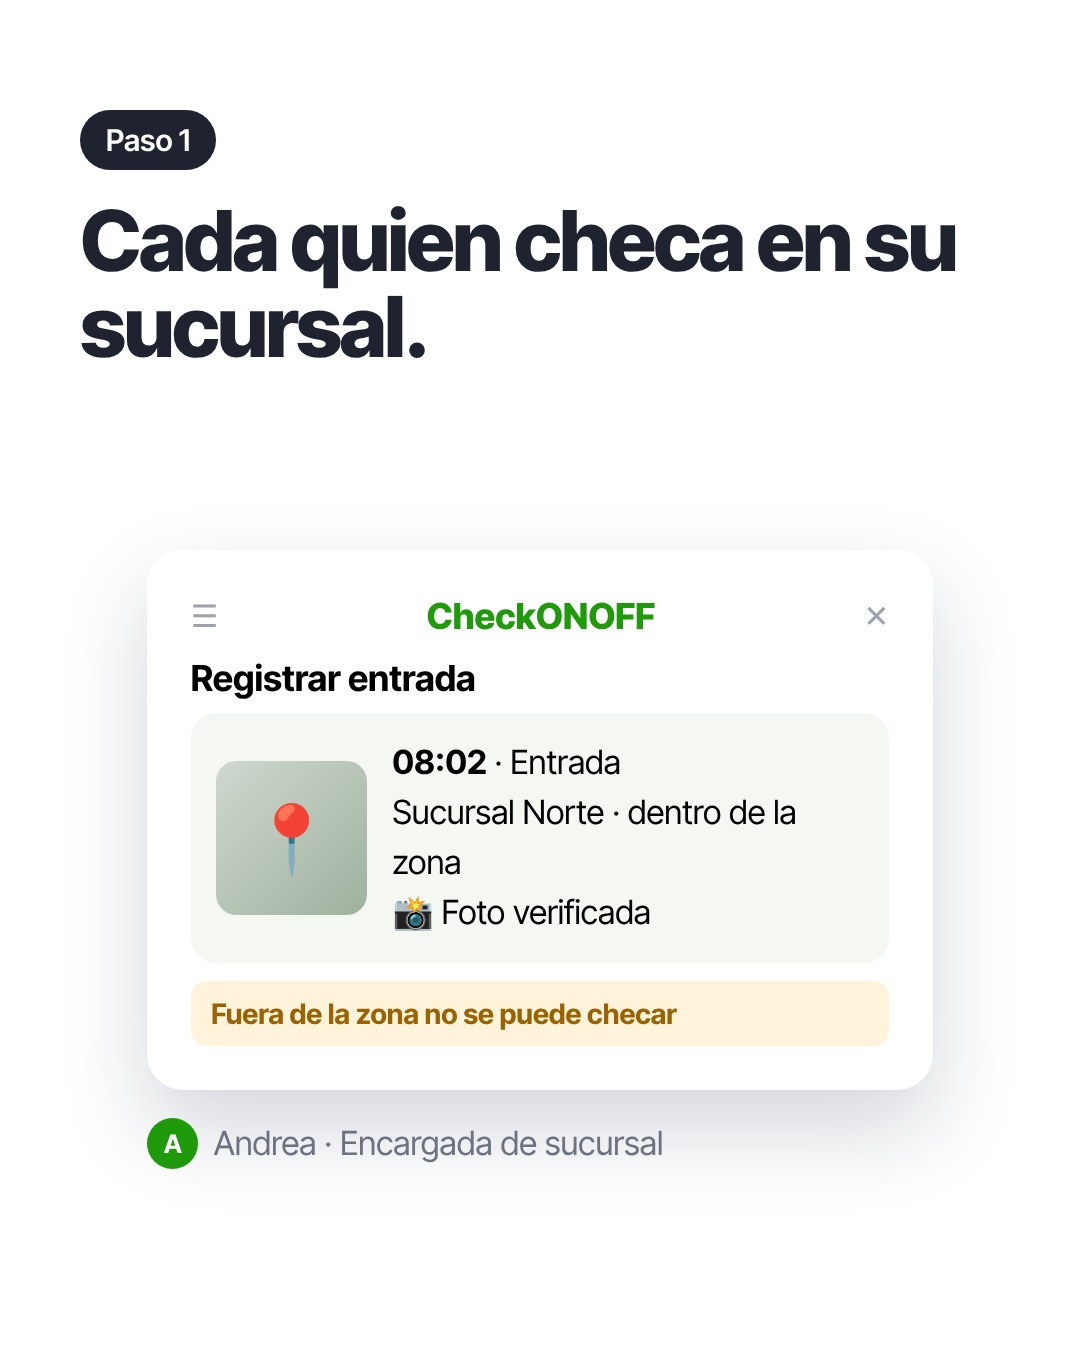 Paso 1
Cada quien checa en su
sucursal.
☰ CheckONOFF ✕
Registrar entrada
08:02 · Entrada
Sucursal Norte · dentro de la
zona
📸 Foto verificada
Fuera de la zona no se puede checar
A Andrea · Encargada de sucursal